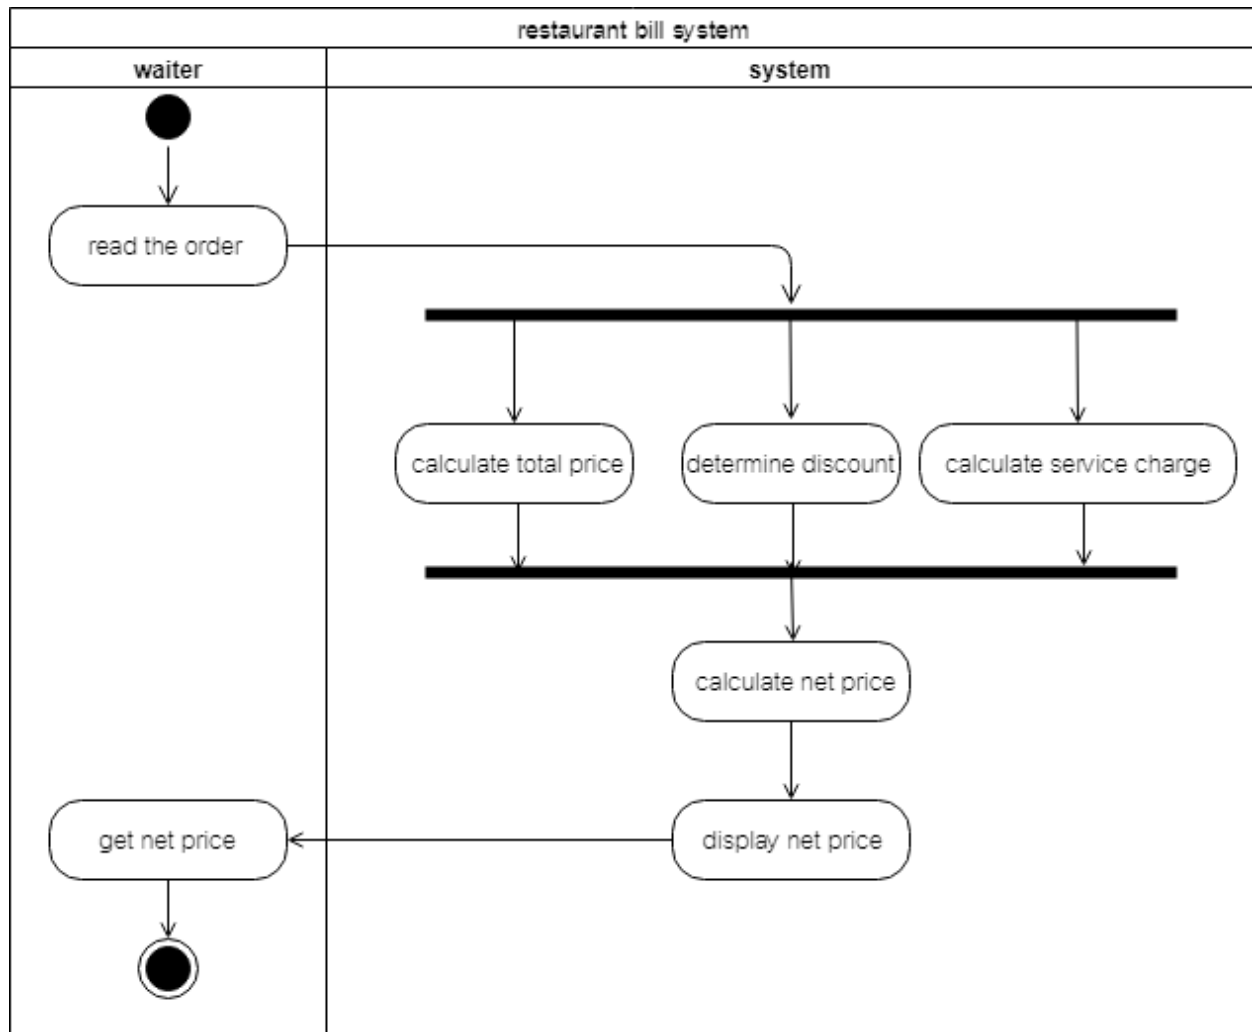 restaurant bill system
waiter
system
read the order
calculate total price
determine discount
calculate service charge
calculate net price
get net price
display net price